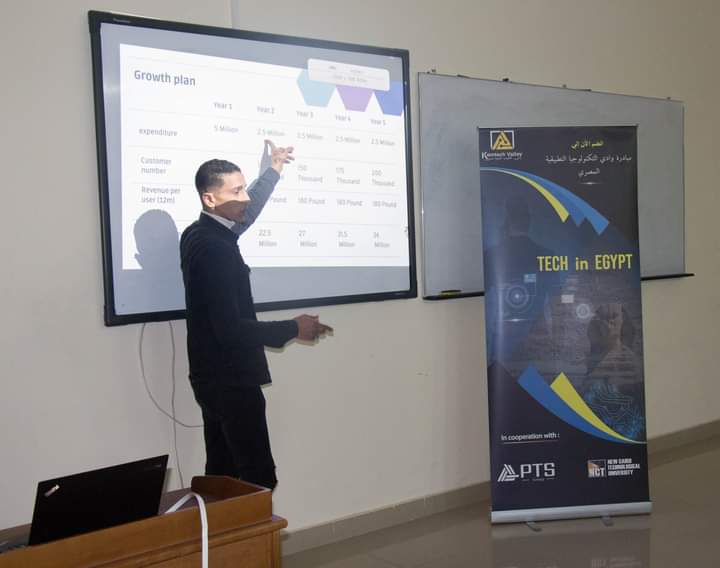 Growth plan
Year 1 Year 2 Year 3 Year 4 Year 5
expenditure 5 Million 2.5 Million 2.5 Million 2.5 Million 2.5 Million
Customer number 150 Thousand 175 Thousand 200 Thousand
Revenue per user (12m) Pound 180 Pound 180 Pound 180 Pound
22.5 Million 27 Million 31.5 Million 36 Million
Kemtech Valley
انضم الآن إلى
مبادرة وادي التكنولوجيا التطبيقية
المصري
TECH in EGYPT
In cooperation with :
PTS
NCT
NEW CAIRO
TECHNOLOGICAL
UNIVERSITY